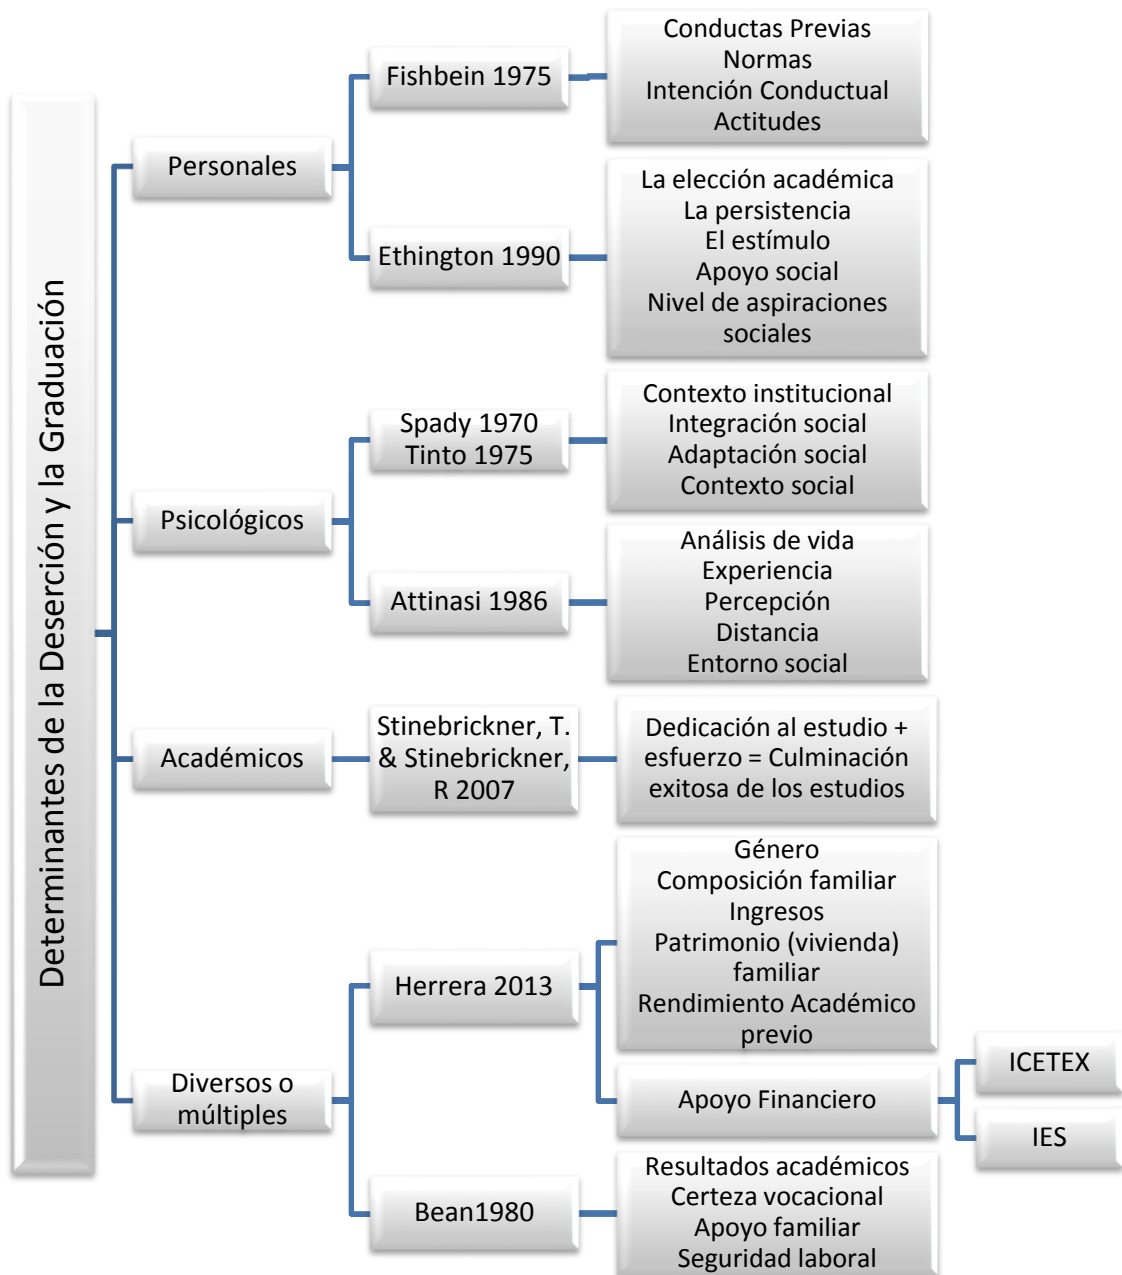 Determinantes de la Deserción y la Graduación
Personales
Fishbein 1975
Conductas Previas
Normas
Intención Conductual
Actitudes
Ethington 1990
La elección académica
La persistencia
El estímulo
Apoyo social
Nivel de aspiraciones
sociales
Psicológicos
Spady 1970
Tinto 1975
Contexto institucional
Integración social
Adaptación social
Contexto social
Attinasi 1986
Análisis de vida
Experiencia
Percepción
Distancia
Entorno social
Académicos
Stinebrickner, T.
& Stinebrickner,
R 2007
Dedicación al estudio +
esfuerzo = Culminación
exitosa de los estudios
Diversos o
múltiples
Herrera 2013
Género
Composición familiar
Ingresos
Patrimonio (vivienda)
familiar
Rendimiento Académico
previo
Apoyo Financiero
ICETEX
IES
Bean1980
Resultados académicos
Certeza vocacional
Apoyo familiar
Seguridad laboral